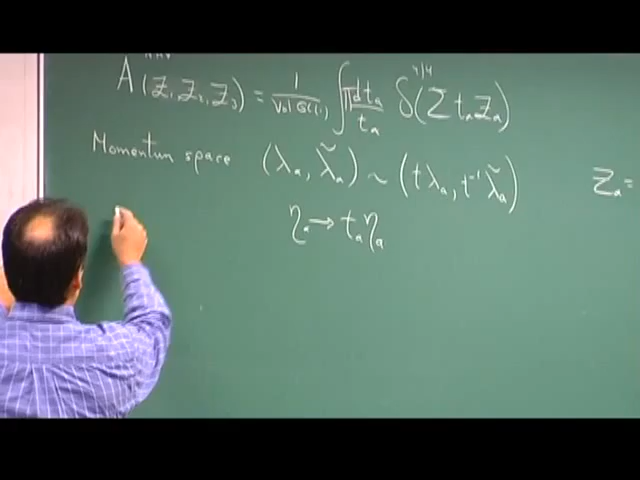 A(Z₁, Z₂, Z₃) = 1/Vol GL(1) ∫ ∏dtₐ/tₐ δ⁴|⁴(Σ tₐZₐ)
Momentum space (λₐ, λ̃ₐ) ~ (tλₐ, t⁻¹λ̃ₐ) Zₐ =
ηₐ → tₐηₐ